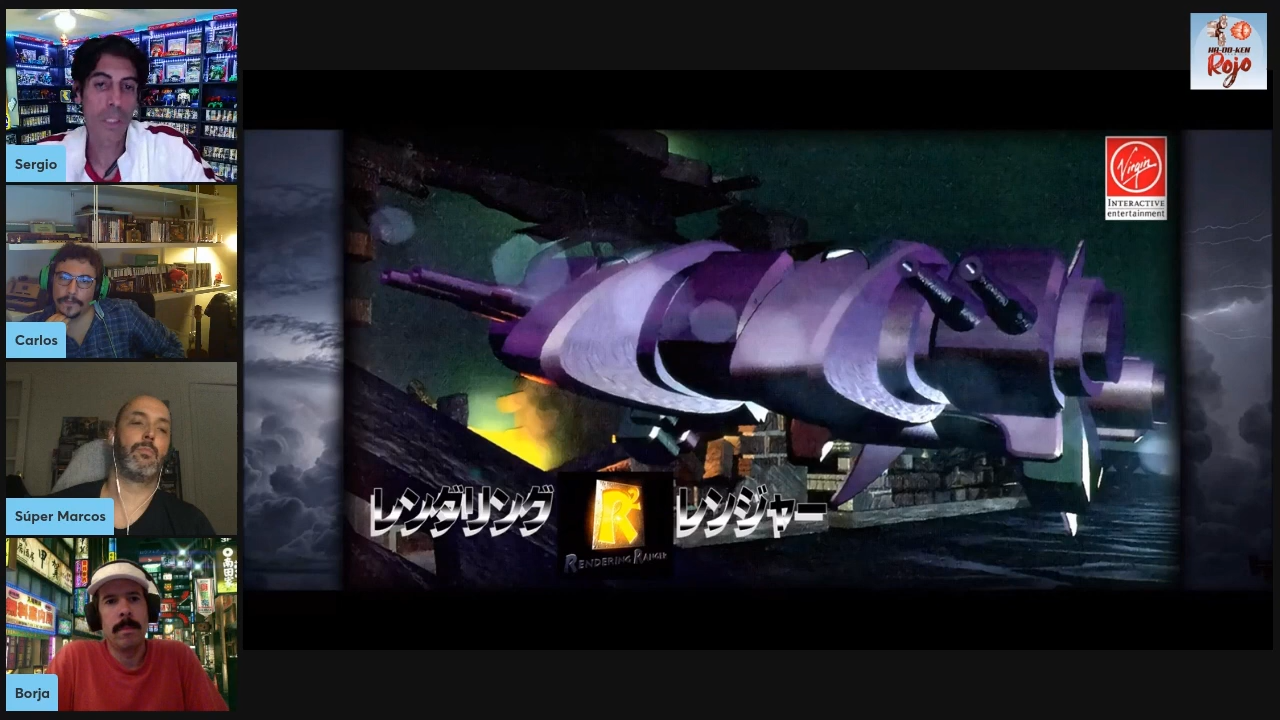 Sergio
Carlos
Súper Marcos
Borja
HA-DO-KEN
Rojo
Virgin
INTERACTIVE
entertainment
レンダリング R² レンジャー
RENDERING RANGER